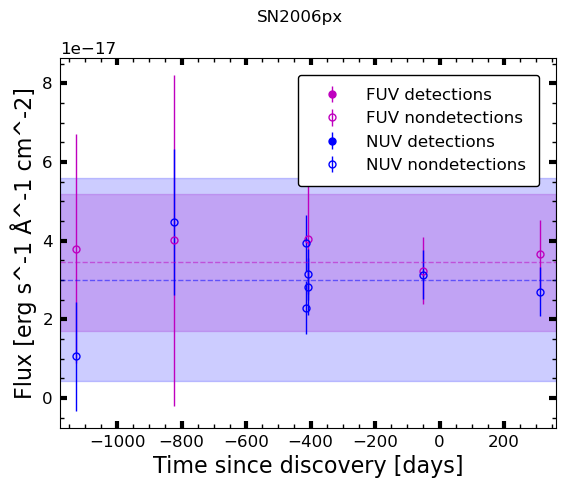 SN2006px
1e−17
FUV detections
FUV nondetections
NUV detections
NUV nondetections
8
6
4
2
0
Flux [erg s^-1 Å^-1 cm^-2]
−1000 −800 −600 −400 −200 0 200
Time since discovery [days]